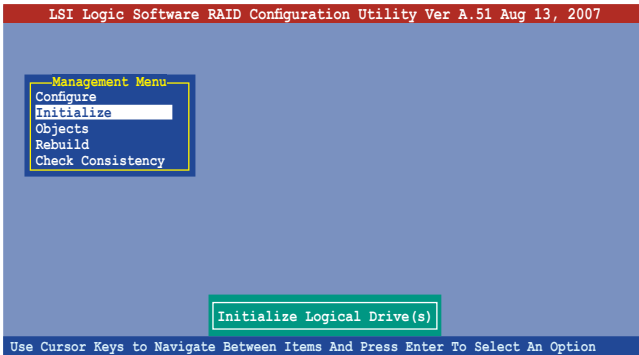 LSI Logic Software RAID Configuration Utility Ver A.51 Aug 13, 2007
Management Menu
Configure
Initialize
Objects
Rebuild
Check Consistency
Initialize Logical Drive(s)
Use Cursor Keys to Navigate Between Items And Press Enter To Select An Option